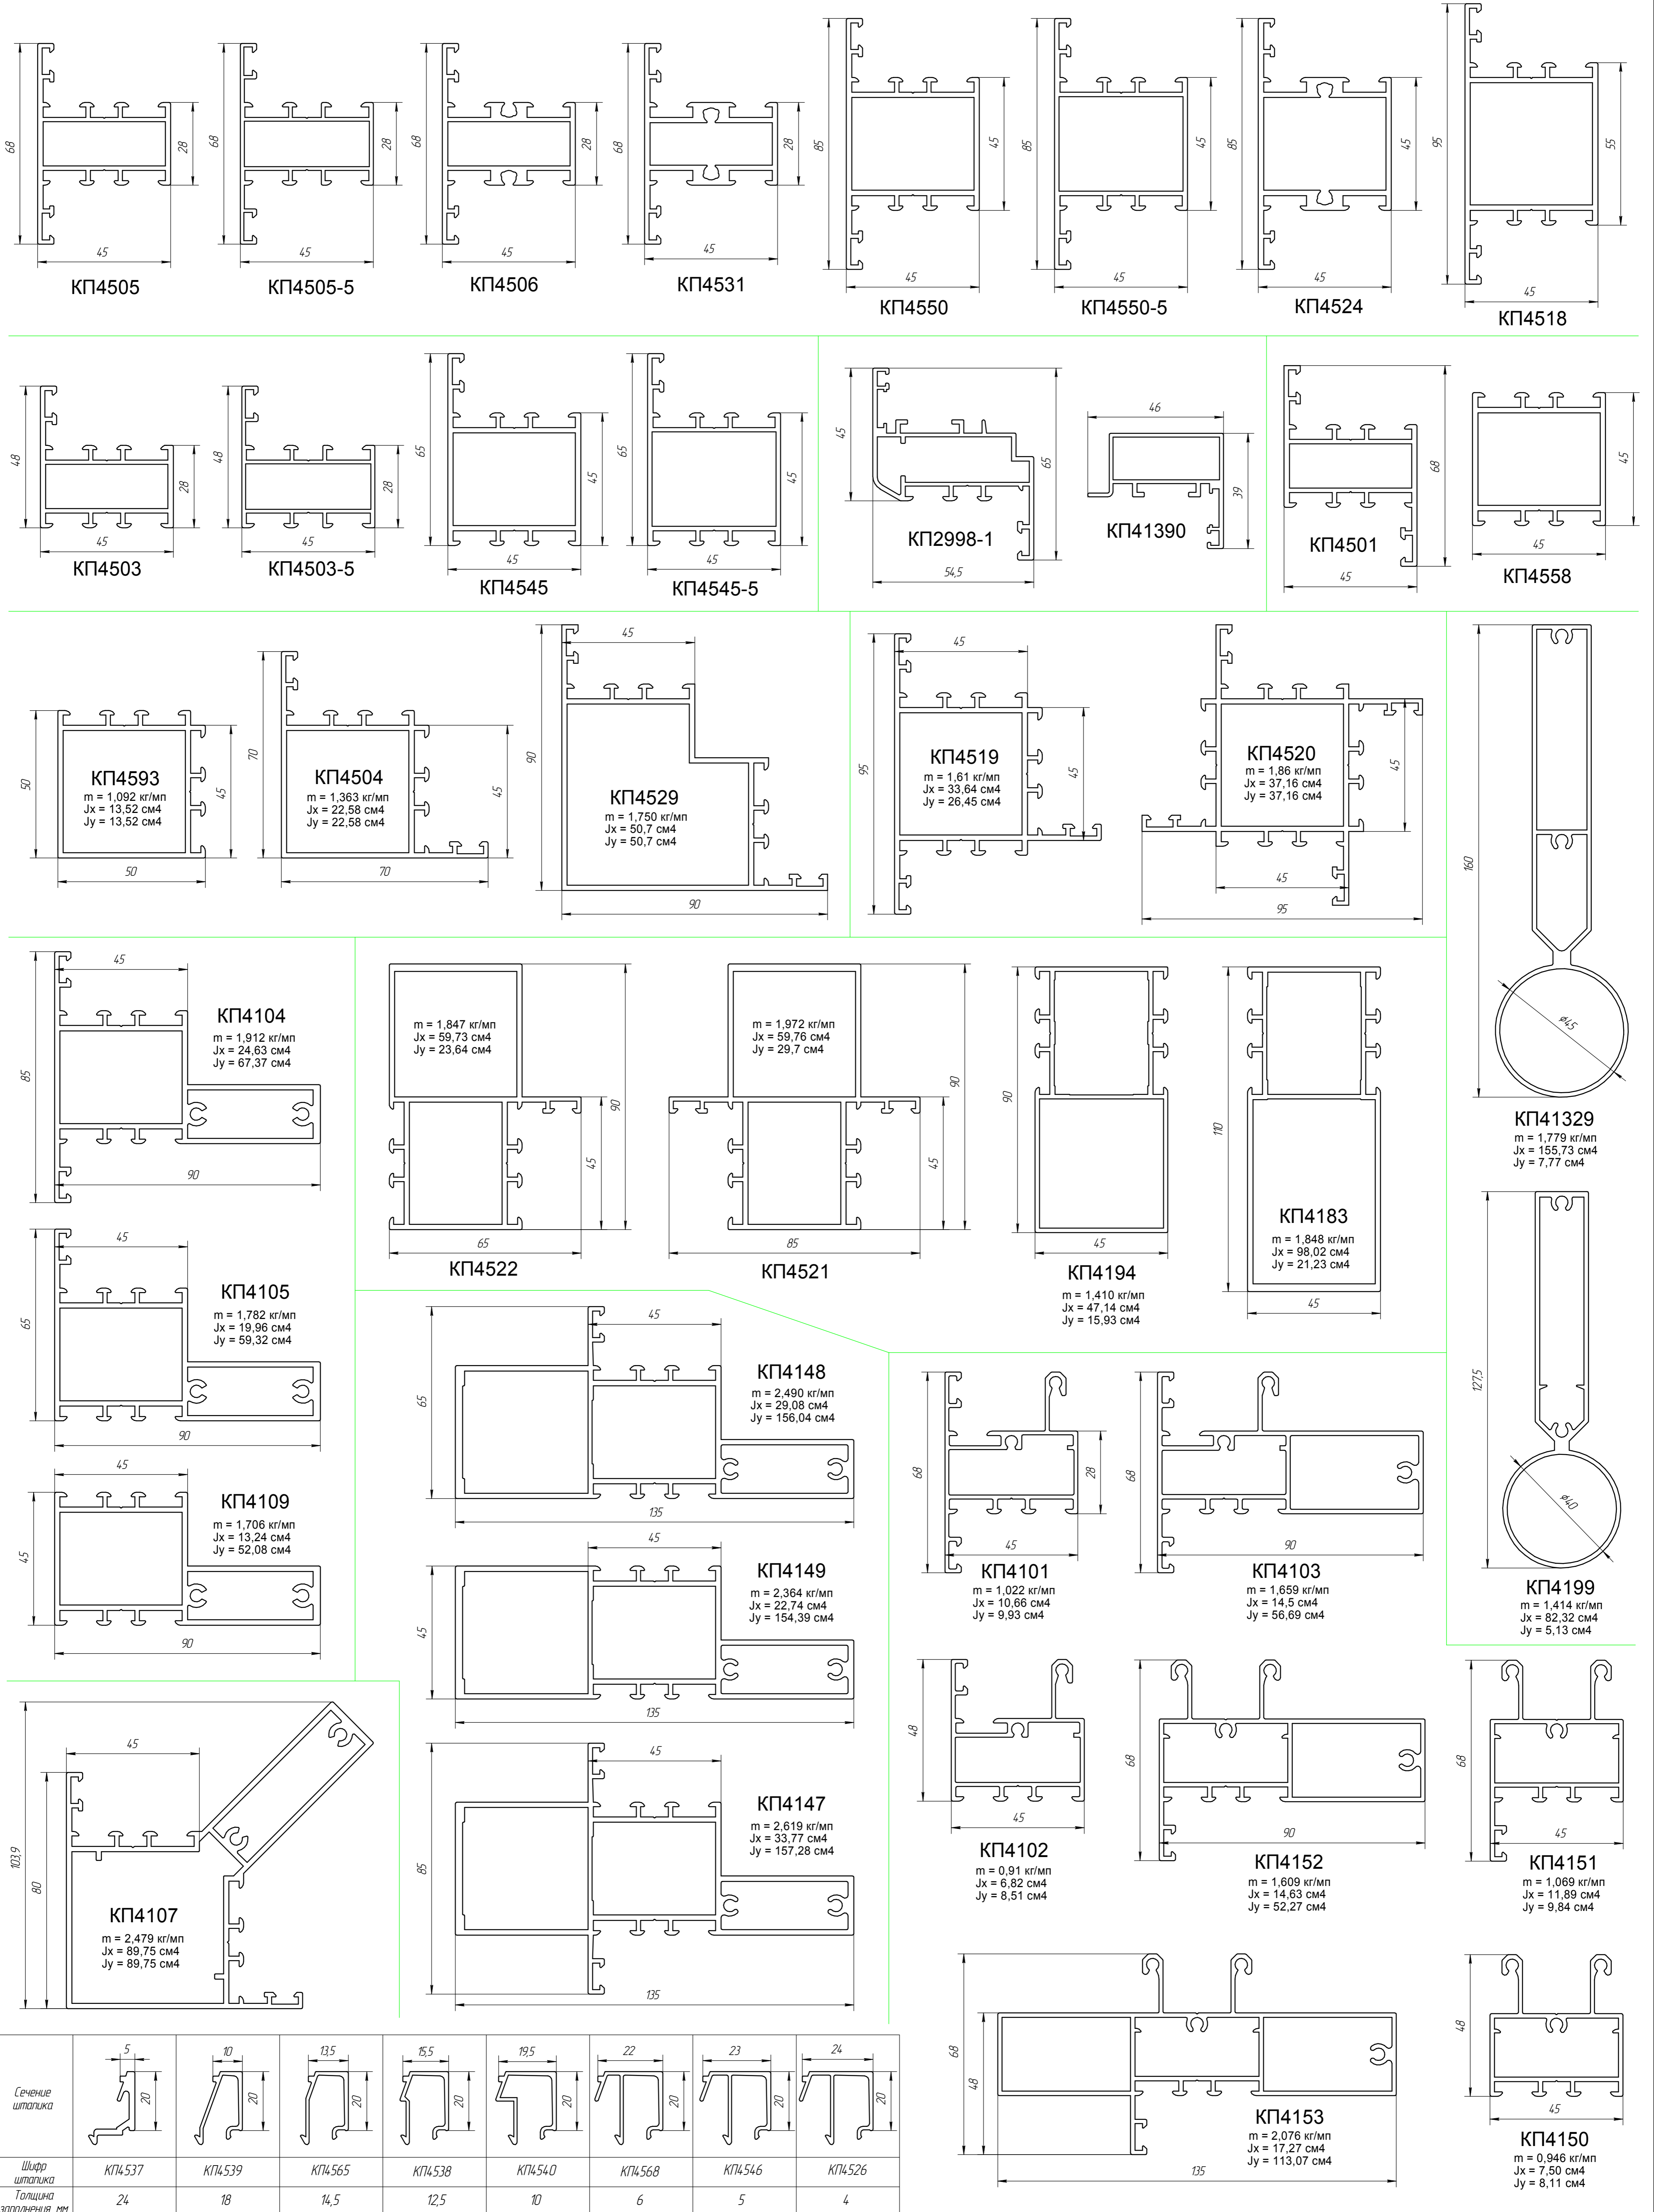 68
28
45
КП4505
68
28
45
КП4505-5
68
28
45
КП4506
68
28
45
КП4531
85
45
45
КП4550
85
45
45
КП4550-5
85
45
45
КП4524
95
55
45
КП4518
48
28
45
КП4503
48
28
45
КП4503-5
65
45
45
КП4545
65
45
45
КП4545-5
45
65
54,5
КП2998-1
46
39
КП41390
68
45
КП4501
45
45
КП4558
50
45
50
КП4593
m = 1,092 кг/мп
Jx = 13,52 см4
Jy = 13,52 см4
70
45
70
КП4504
m = 1,363 кг/мп
Jx = 22,58 см4
Jy = 22,58 см4
45
90
90
КП4529
m = 1,750 кг/мп
Jx = 50,7 см4
Jy = 50,7 см4
45
95
45
КП4519
m = 1,61 кг/мп
Jx = 33,64 см4
Jy = 26,45 см4
45
45
95
КП4520
m = 1,86 кг/мп
Jx = 37,16 см4
Jy = 37,16 см4
160
ø45
КП41329
m = 1,779 кг/мп
Jx = 155,73 см4
Jy = 7,77 см4
45
85
90
КП4104
m = 1,912 кг/мп
Jx = 24,63 см4
Jy = 67,37 см4
m = 1,847 кг/мп
Jx = 59,73 см4
Jy = 23,64 см4
90
45
65
КП4522
m = 1,972 кг/мп
Jx = 59,76 см4
Jy = 29,7 см4
90
45
85
КП4521
90
45
КП4194
m = 1,410 кг/мп
Jx = 47,14 см4
Jy = 15,93 см4
110
45
КП4183
m = 1,848 кг/мп
Jx = 98,02 см4
Jy = 21,23 см4
127,5
ø40
КП4199
m = 1,414 кг/мп
Jx = 82,32 см4
Jy = 5,13 см4
45
65
90
КП4105
m = 1,782 кг/мп
Jx = 19,96 см4
Jy = 59,32 см4
45
45
90
КП4109
m = 1,706 кг/мп
Jx = 13,24 см4
Jy = 52,08 см4
45
65
135
КП4148
m = 2,490 кг/мп
Jx = 29,08 см4
Jy = 156,04 см4
45
45
135
КП4149
m = 2,364 кг/мп
Jx = 22,74 см4
Jy = 154,39 см4
45
85
135
КП4147
m = 2,619 кг/мп
Jx = 33,77 см4
Jy = 157,28 см4
68
28
45
КП4101
m = 1,022 кг/мп
Jx = 10,66 см4
Jy = 9,93 см4
68
90
КП4103
m = 1,659 кг/мп
Jx = 14,5 см4
Jy = 56,69 см4
48
45
КП4102
m = 0,91 кг/мп
Jx = 6,82 см4
Jy = 8,51 см4
68
90
КП4152
m = 1,609 кг/мп
Jx = 14,63 см4
Jy = 52,27 см4
68
45
КП4151
m = 1,069 кг/мп
Jx = 11,89 см4
Jy = 9,84 см4
45
103,9
80
КП4107
m = 2,479 кг/мп
Jx = 89,75 см4
Jy = 89,75 см4
68
48
135
КП4153
m = 2,076 кг/мп
Jx = 17,27 см4
Jy = 113,07 см4
48
45
КП4150
m = 0,946 кг/мп
Jx = 7,50 см4
Jy = 8,11 см4
Сечение
штапика
5
20
10
20
13,5
20
15,5
20
19,5
20
22
20
23
20
24
20
Шифр
штапика
КП4537 КП4539 КП4565 КП4538 КП4540 КП4568 КП4546 КП4526
Толщина
заполнения, мм
24 18 14,5 12,5 10 6 5 4